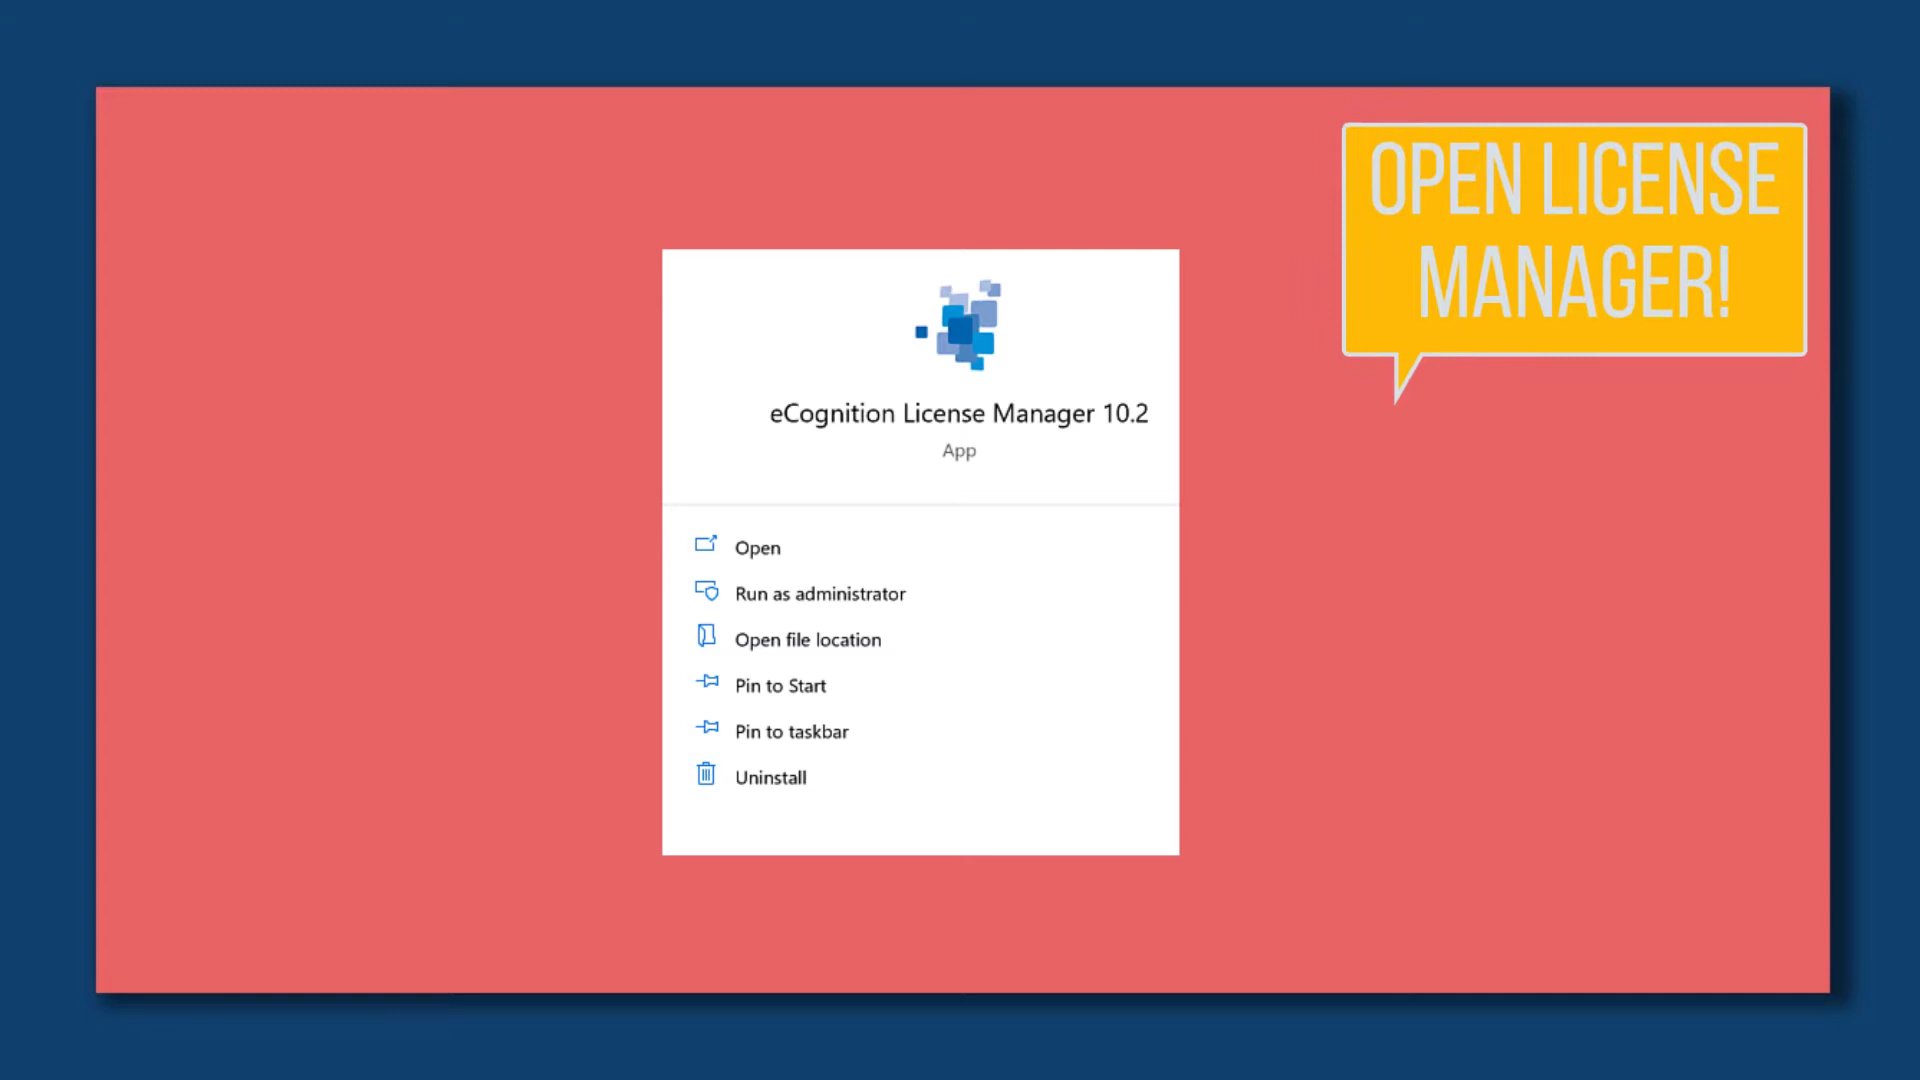 OPEN LICENSE
MANAGER!
eCognition License Manager 10.2
App
Open
Run as administrator
Open file location
Pin to Start
Pin to taskbar
Uninstall